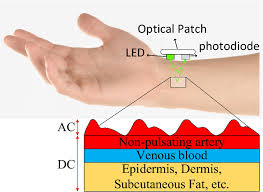 Optical Patch
LED
photodiode
AC
Non-pulsating artery
DC
Venous blood
Epidermis, Dermis,
Subcutaneous Fat, etc.